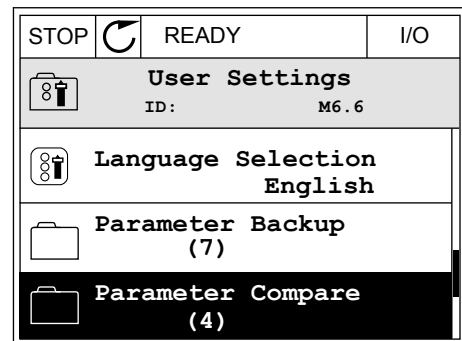 STOP READY I/O
User Settings
ID: M6.6
Language Selection
English
Parameter Backup
(7)
Parameter Compare
(4)